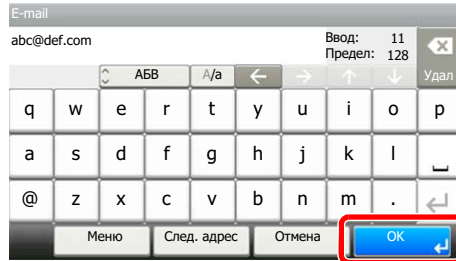 E-mail
abc@def.com
Ввод: 11
Предел: 128
АБВ A/a Удал
q w e r t y u i o p
a s d f g h j k l
@ z x c v b n m .
Меню След. адрес Отмена OK